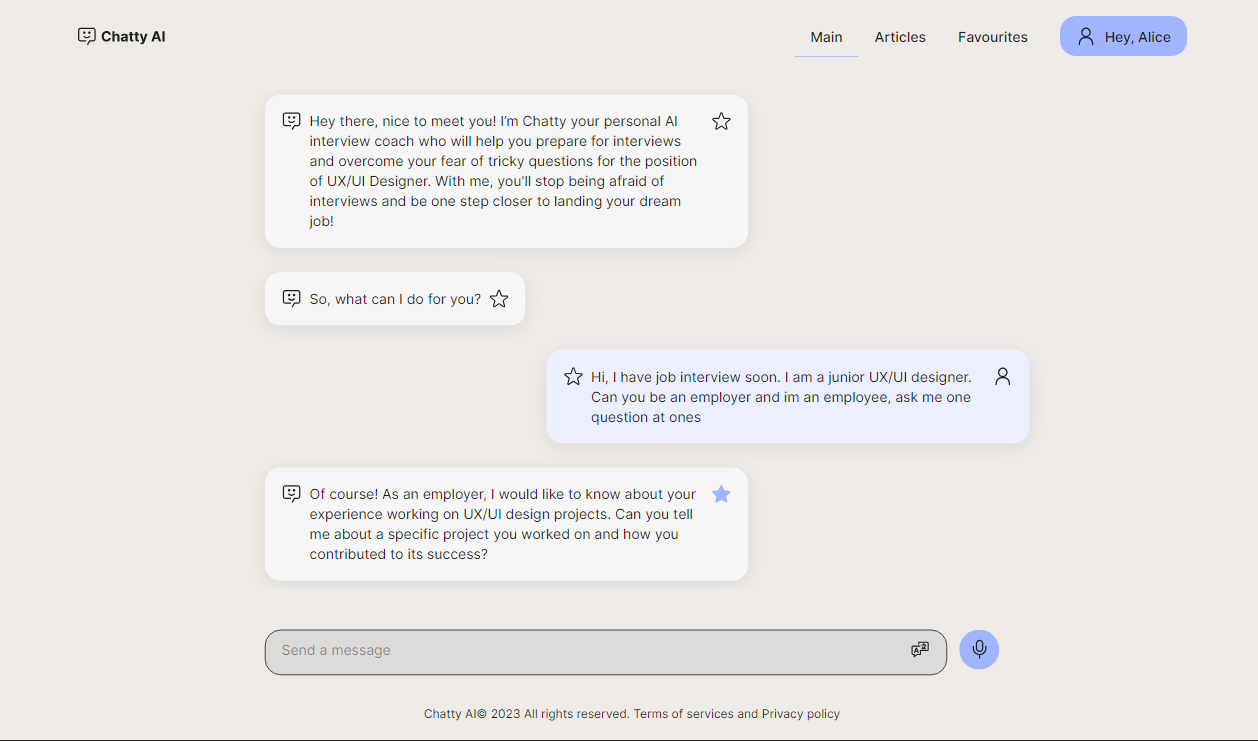 Chatty AI
Main
Articles
Favourites
Hey, Alice
Hey there, nice to meet you! I’m Chatty your personal AI
interview coach who will help you prepare for interviews
and overcome your fear of tricky questions for the position
of UX/UI Designer. With me, you'll stop being afraid of
interviews and be one step closer to landing your dream
job!
So, what can I do for you?
Hi, I have job interview soon. I am a junior UX/UI designer.
Can you be an employer and im an employee, ask me one
question at ones
Of course! As an employer, I would like to know about your
experience working on UX/UI design projects. Can you tell
me about a specific project you worked on and how you
contributed to its success?
Send a message
Chatty AI© 2023 All rights reserved. Terms of services and Privacy policy